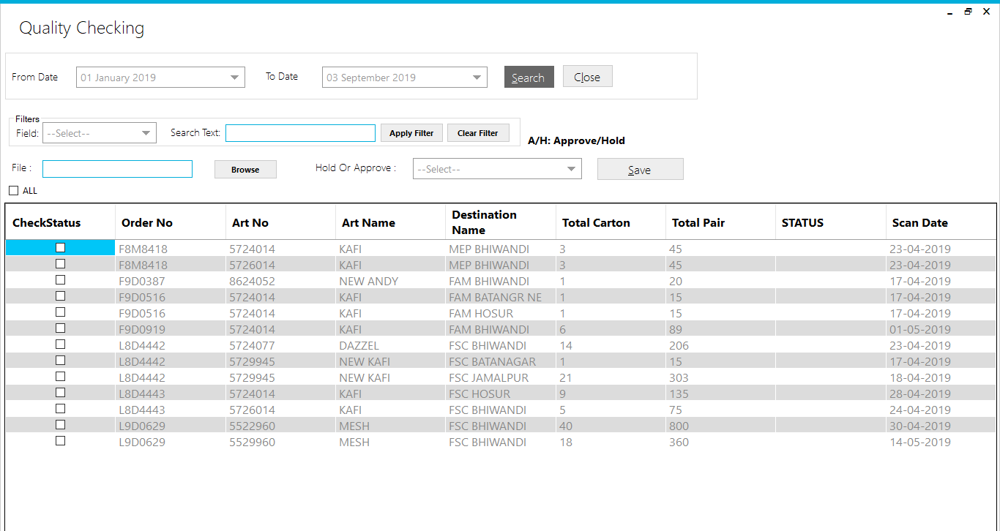 Quality Checking
From Date 01 January 2019 To Date 03 September 2019 Search Close
Filters
Field: --Select-- Search Text: Apply Filter Clear Filter
A/H: Approve/Hold
File : Browse Hold Or Approve : --Select-- Save
ALL
CheckStatus Order No Art No Art Name Destination Name Total Carton Total Pair STATUS Scan Date
F8M8418 5724014 KAFI MEP BHIWANDI 3 45 23-04-2019
F8M8418 5726014 KAFI MEP BHIWANDI 3 45 23-04-2019
F9D0387 8624052 NEW ANDY FAM BHIWANDI 1 20 17-04-2019
F9D0516 5724014 KAFI FAM BATANGR NE 1 15 17-04-2019
F9D0516 5724014 KAFI FAM HOSUR 1 15 17-04-2019
F9D0919 5724014 KAFI FAM BHIWANDI 6 89 01-05-2019
L8D4442 5724077 DAZZEL FSC BHIWANDI 14 206 23-04-2019
L8D4442 5729945 NEW KAFI FSC BATANAGAR 1 15 17-04-2019
L8D4442 5729945 NEW KAFI FSC JAMALPUR 21 303 18-04-2019
L8D4443 5724014 KAFI FSC HOSUR 9 135 28-04-2019
L8D4443 5726014 KAFI FSC BHIWANDI 5 75 24-04-2019
L9D0629 5522960 MESH FSC BHIWANDI 40 800 30-04-2019
L9D0629 5529960 MESH FSC BHIWANDI 18 360 14-05-2019